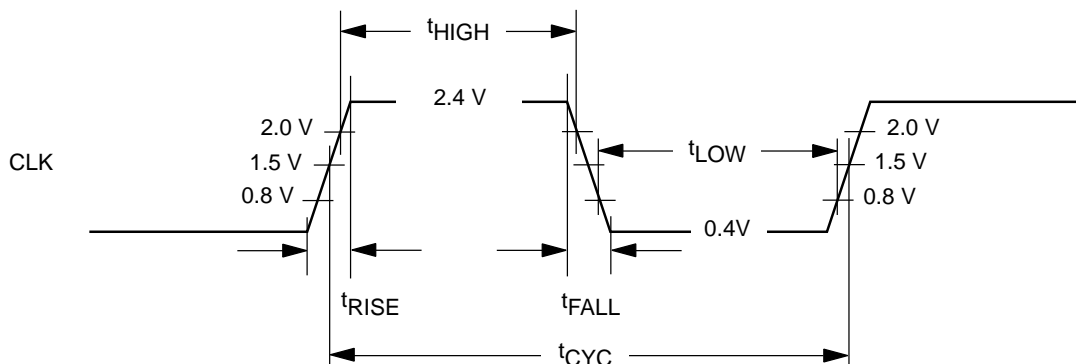 tHIGH
2.4 V
2.0 V
2.0 V
CLK
1.5 V
tLOW
1.5 V
0.8 V
0.8 V
0.4V
tRISE
tFALL
tCYC